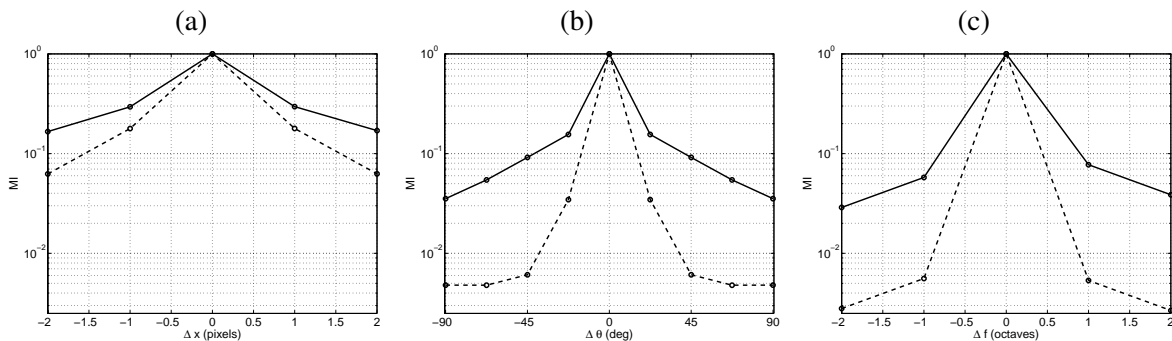 (a)
10^0
10^-1
10^-2
MI
-2 -1.5 -1 -0.5 0 0.5 1 1.5 2
Δ x (pixels)
(b)
10^0
10^-1
10^-2
MI
-90 -45 0 45 90
Δ θ (deg)
(c)
10^0
10^-1
10^-2
MI
-2 -1.5 -1 -0.5 0 0.5 1 1.5 2
Δ f (octaves)